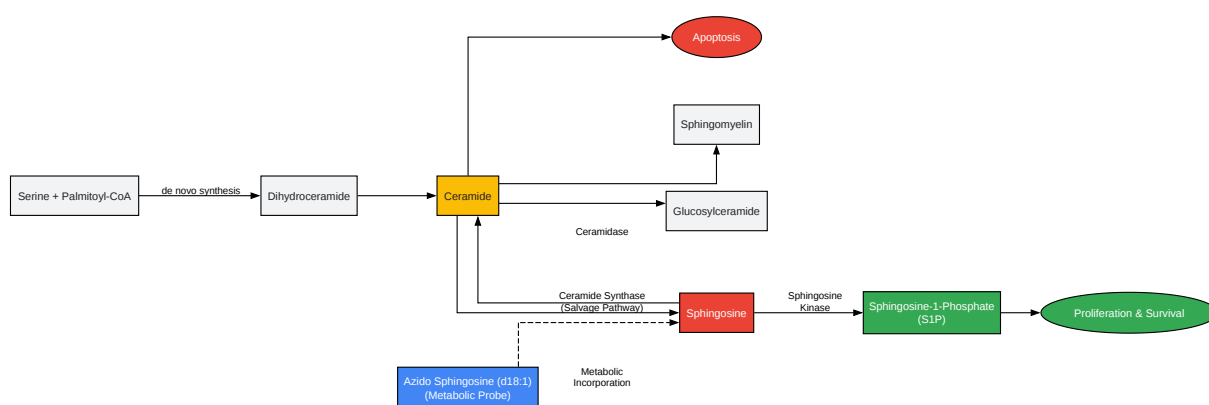 Apoptosis
Sphingomyelin
Serine + Palmitoyl-CoA
de novo synthesis
Dihydroceramide
Ceramide
Glucosylceramide
Ceramidase
Ceramide Synthase
(Salvage Pathway)
Sphingosine
Sphingosine
Kinase
Sphingosine-1-Phosphate
(S1P)
Proliferation & Survival
Azido Sphingosine (d18:1)
(Metabolic Probe)
Metabolic
Incorporation